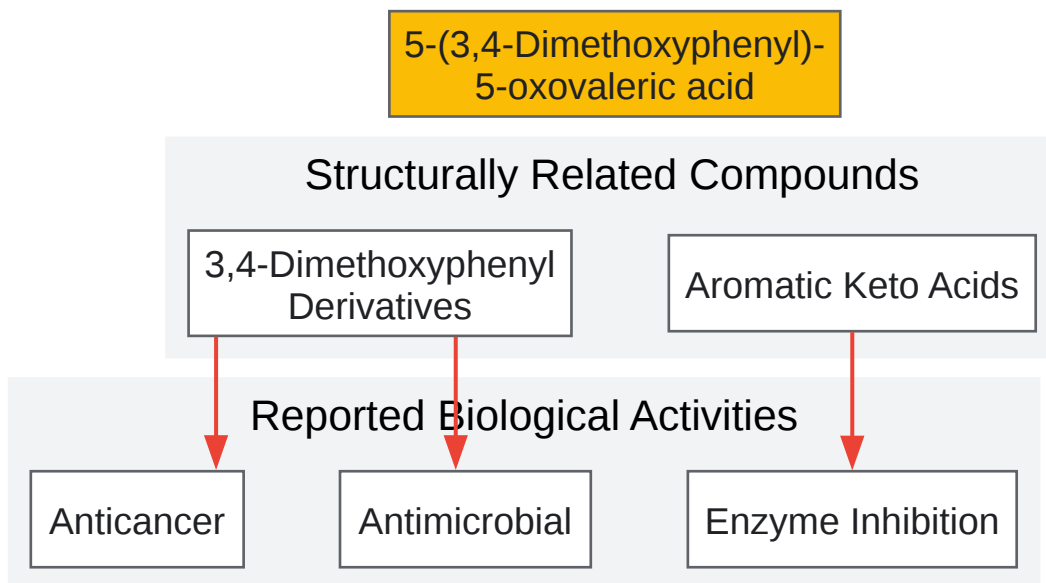 5-(3,4-Dimethoxyphenyl)-
5-oxovaleric acid
Structurally Related Compounds
3,4-Dimethoxyphenyl
Derivatives
Aromatic Keto Acids
Reported Biological Activities
Anticancer
Antimicrobial
Enzyme Inhibition